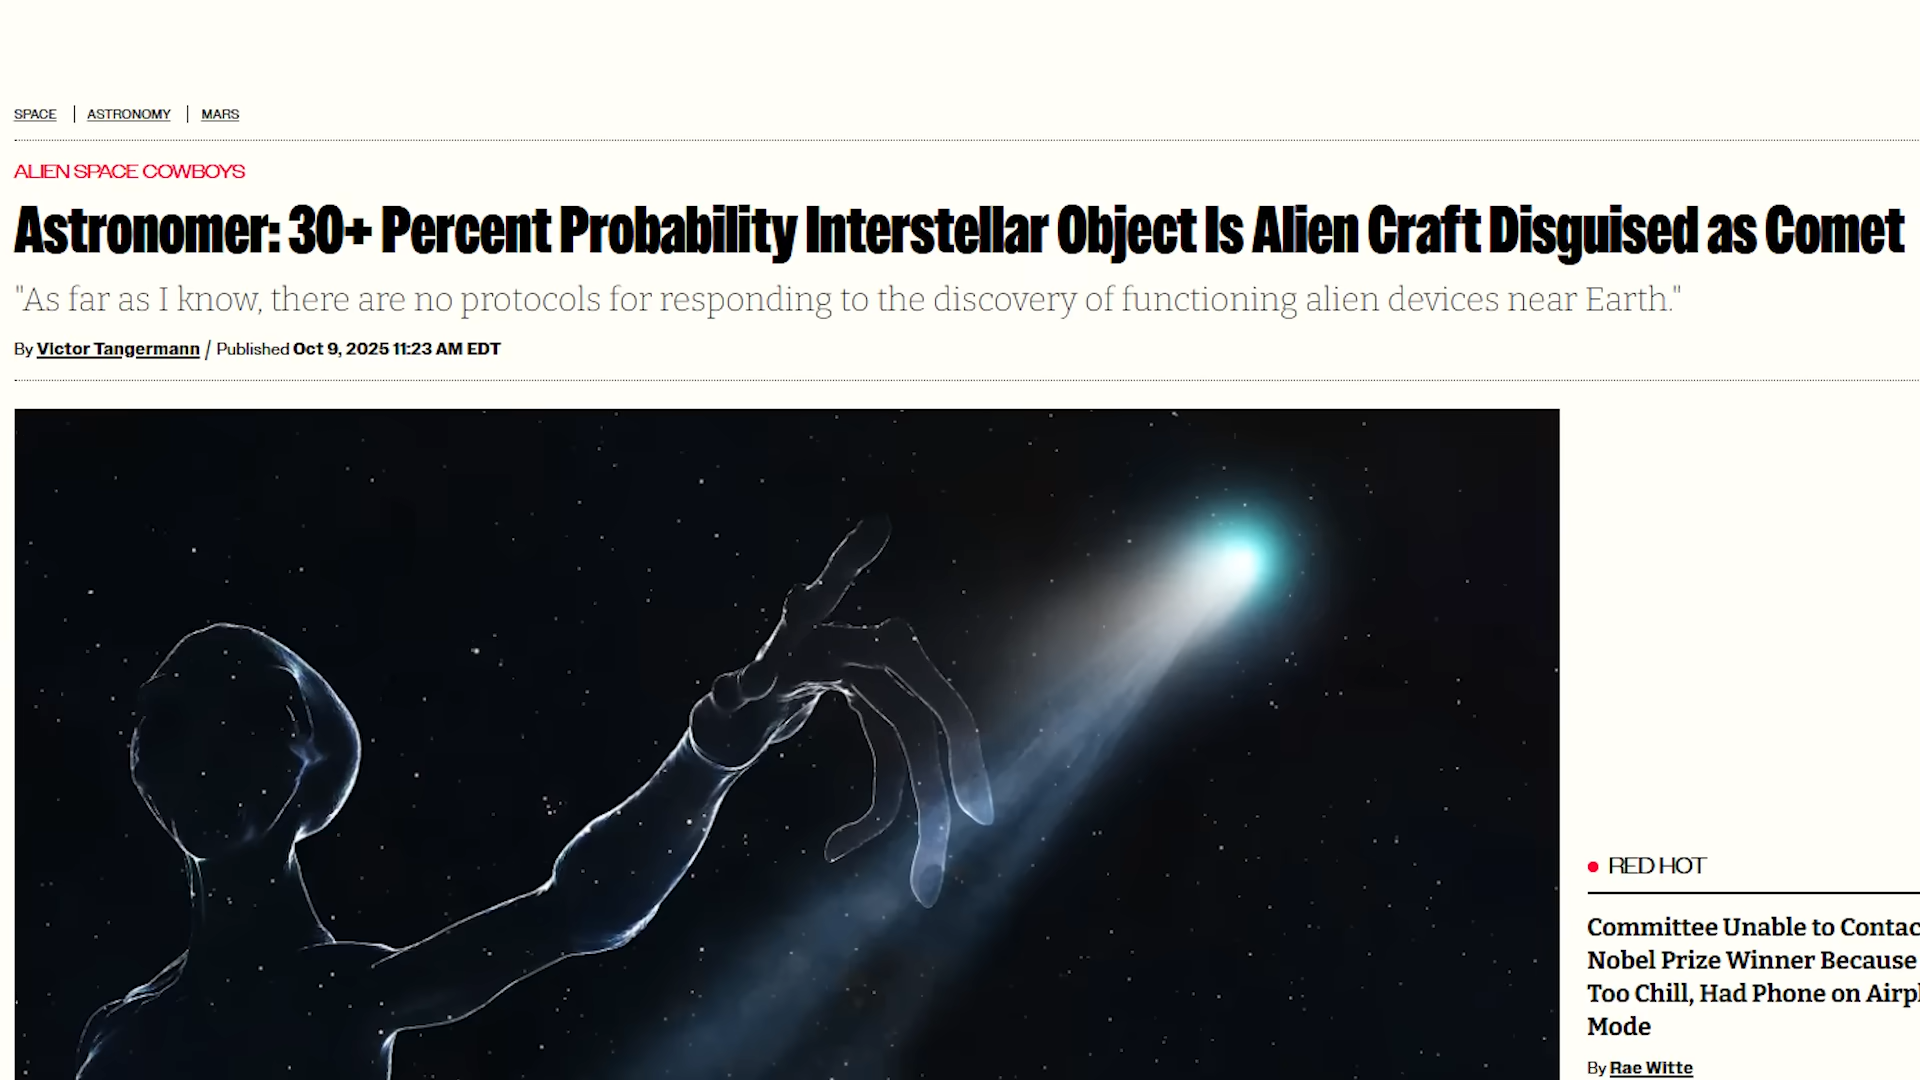 SPACE | ASTRONOMY | MARS
ALIEN SPACE COWBOYS
Astronomer: 30+ Percent Probability Interstellar Object Is Alien Craft Disguised as Comet
"As far as I know, there are no protocols for responding to the discovery of functioning alien devices near Earth."
By Victor Tangermann / Published Oct 9, 2025 11:23 AM EDT
RED HOT
Committee Unable to
Nobel Prize Winner Because
Too Chill, Had Phone on
Mode
By Rae Witte